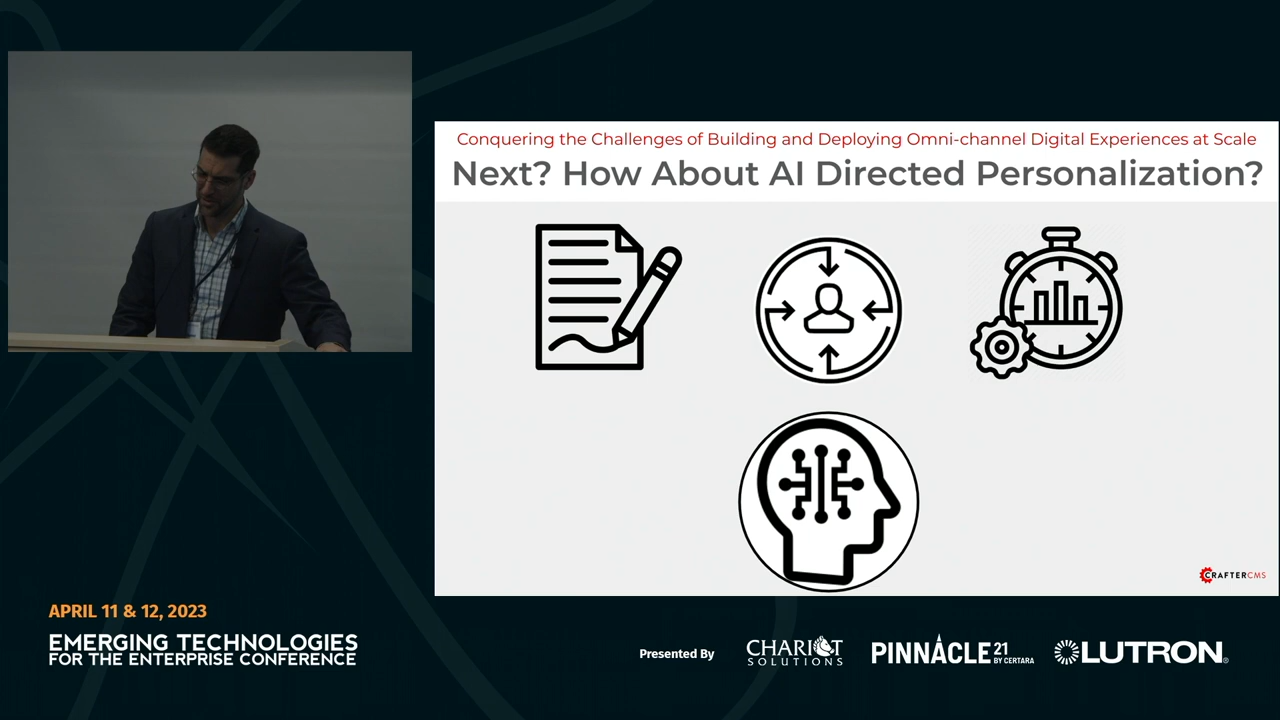 Conquering the Challenges of Building and Deploying Omni-channel Digital Experiences at Scale
Next? How About AI Directed Personalization?
CRAFTERCMS
APRIL 11 & 12, 2023
EMERGING TECHNOLOGIES
FOR THE ENTERPRISE CONFERENCE
Presented By
CHARIOT
SOLUTIONS
PINNACLE 21
BY CERTARA
LUTRON®